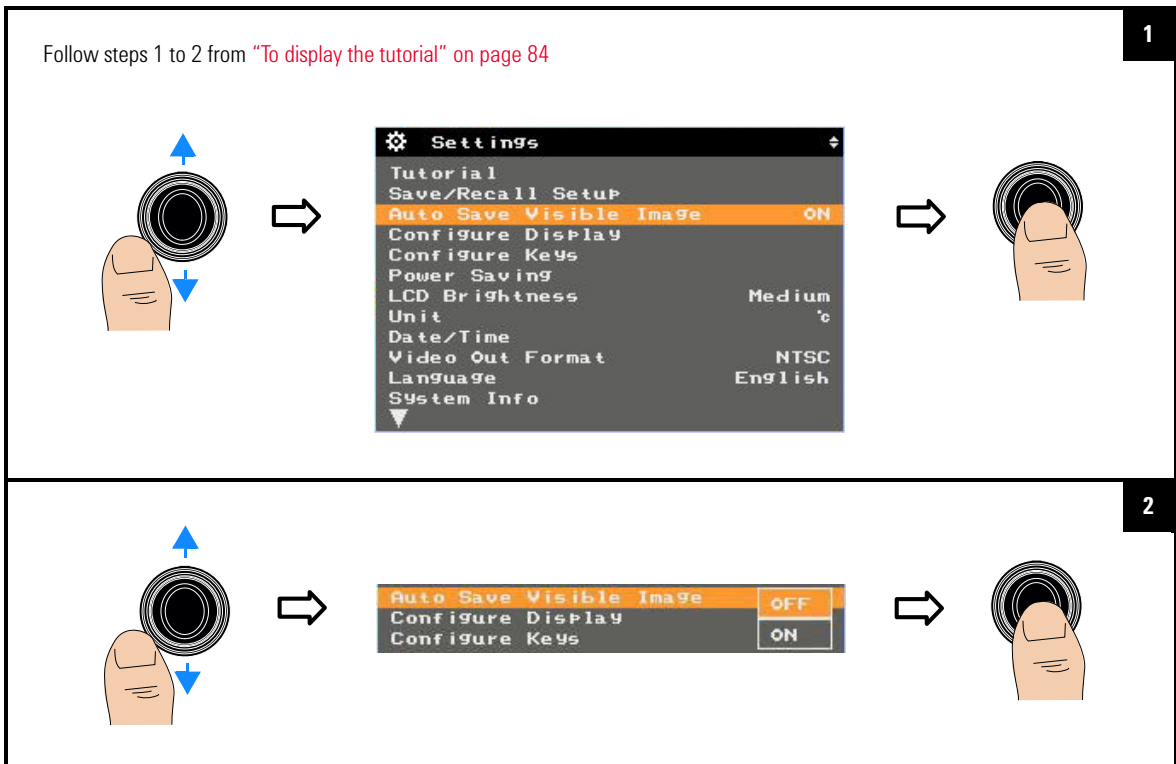 1
Follow steps 1 to 2 from “To display the tutorial” on page 84
Settings
Tutorial
Save/Recall Setup
Auto Save Visible Image ON
Configure Display
Configure Keys
Power Saving
LCD Brightness Medium
Unit °c
Date/Time
Video Out Format NTSC
Language English
System Info
2
Auto Save Visible Image OFF
Configure Display
Configure Keys ON